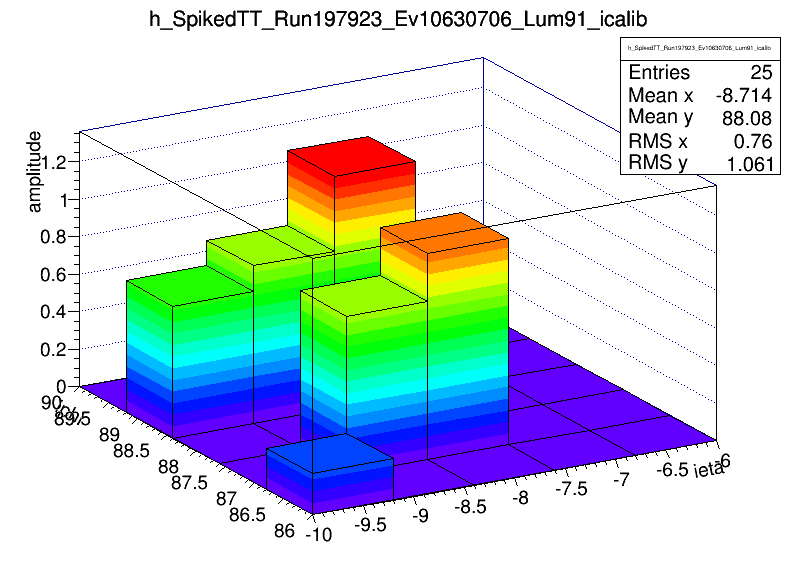 h_SpikedTT_Run197923_Ev10630706_Lum91_icalib
h_SpikedTT_Run197923_Ev10630706_Lum91_icalib
Entries 25
Mean x -8.714
Mean y 88.08
RMS x 0.76
RMS y 1.061
amplitude
1.2
1
0.8
0.6
0.4
0.2
0
90
89.5
89
88.5
88
87.5
87
86.5
86
-10
-9.5
-9
-8.5
-8
-7.5
-7
-6.5
-6
ieta